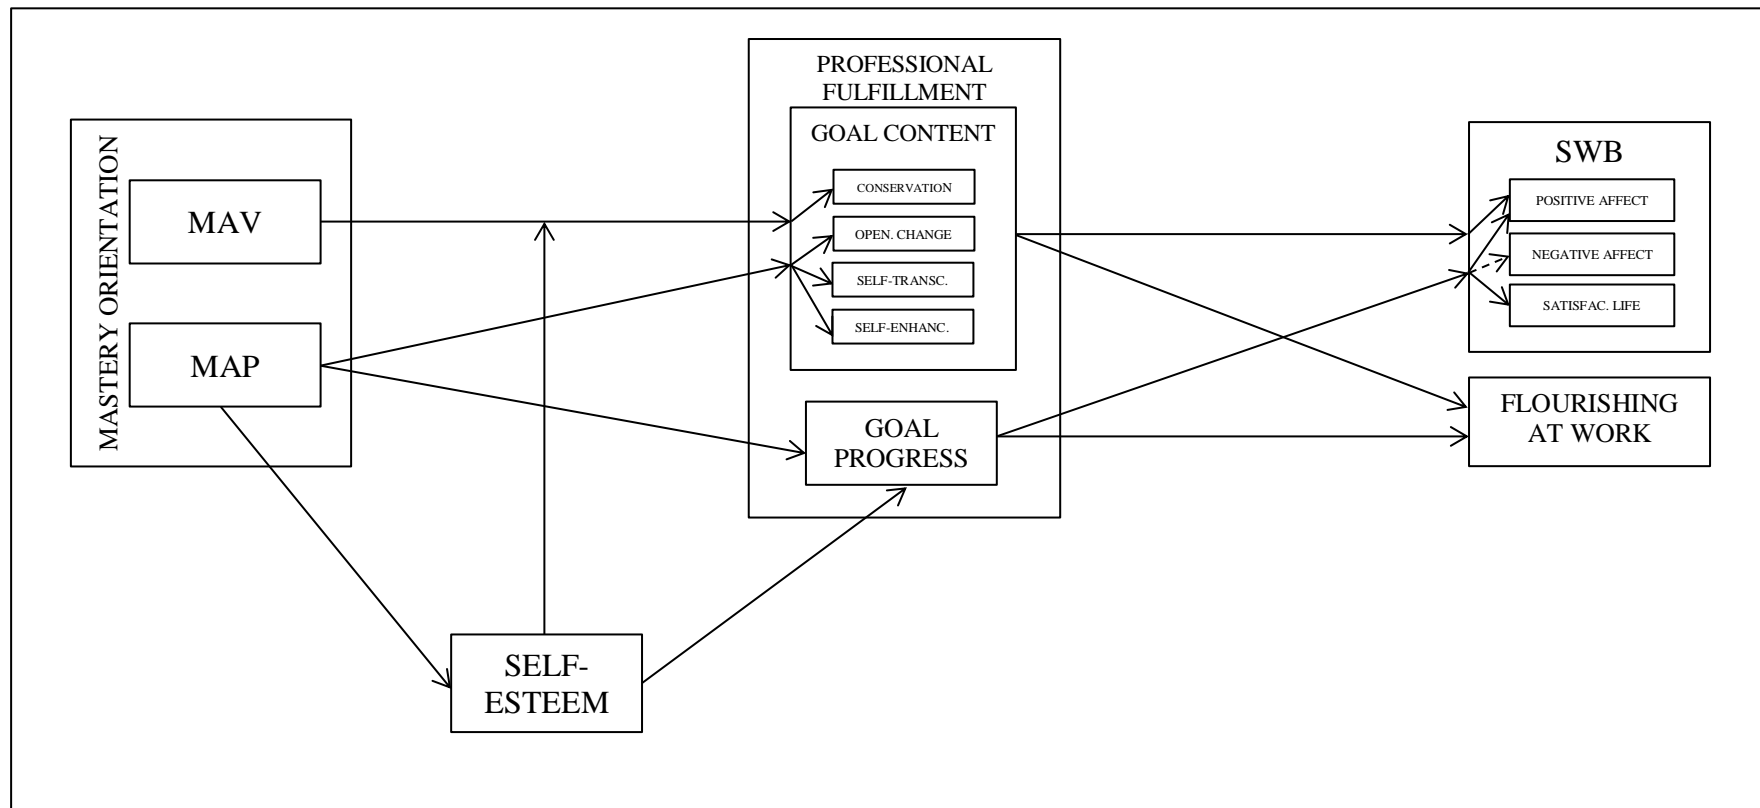 MASTERY ORIENTATION
MAV
MAP
SELF-
ESTEEM
PROFESSIONAL
FULFILLMENT
GOAL CONTENT
CONSERVATION
OPEN. CHANGE
SELF-TRANSC.
SELF-ENHANC.
GOAL
PROGRESS
SWB
POSITIVE AFFECT
NEGATIVE AFFECT
SATISFAC. LIFE
FLOURISHING
AT WORK